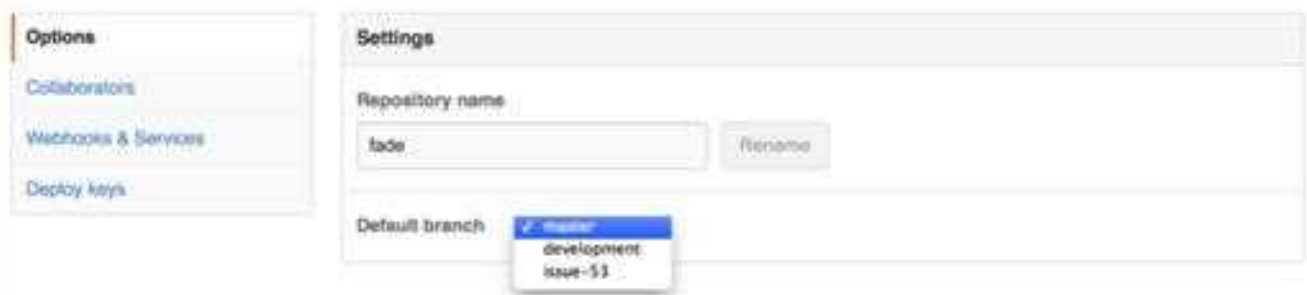 Options
Collaborators
Webhooks & Services
Deploy keys
Settings
Repository name
fade
Rename
Default branch
✓ master
development
issue-53